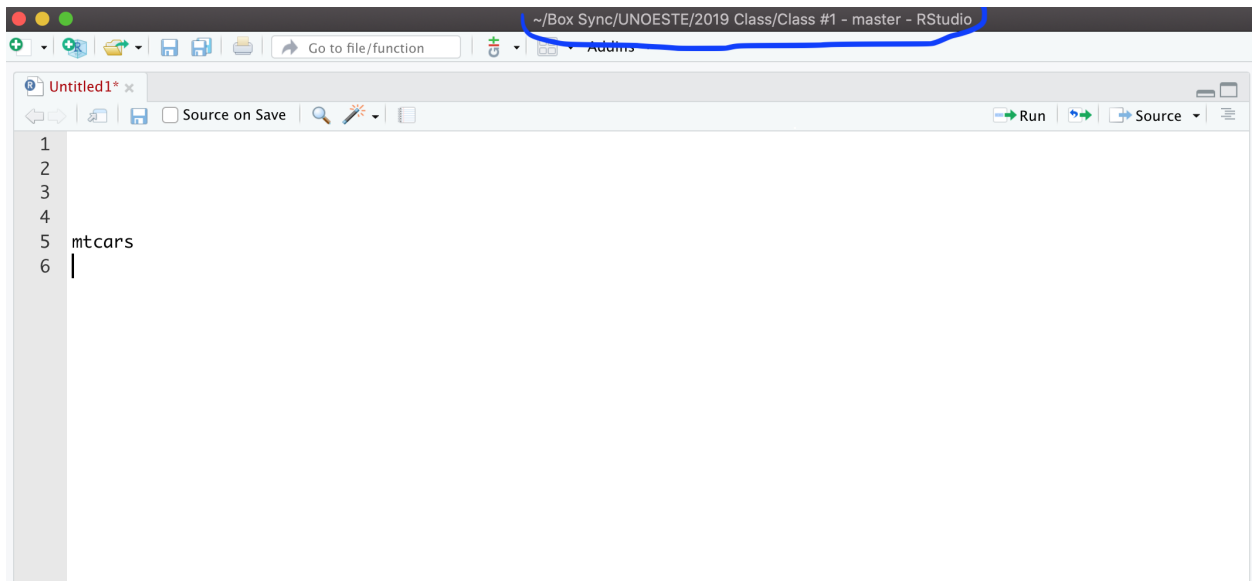 ~/Box Sync/UNOESTE/2019 Class/Class #1 - master - RStudio
Go to file/function Git Addins
Untitled1*
Source on Save Run Source
1
2
3
4
5 mtcars
6